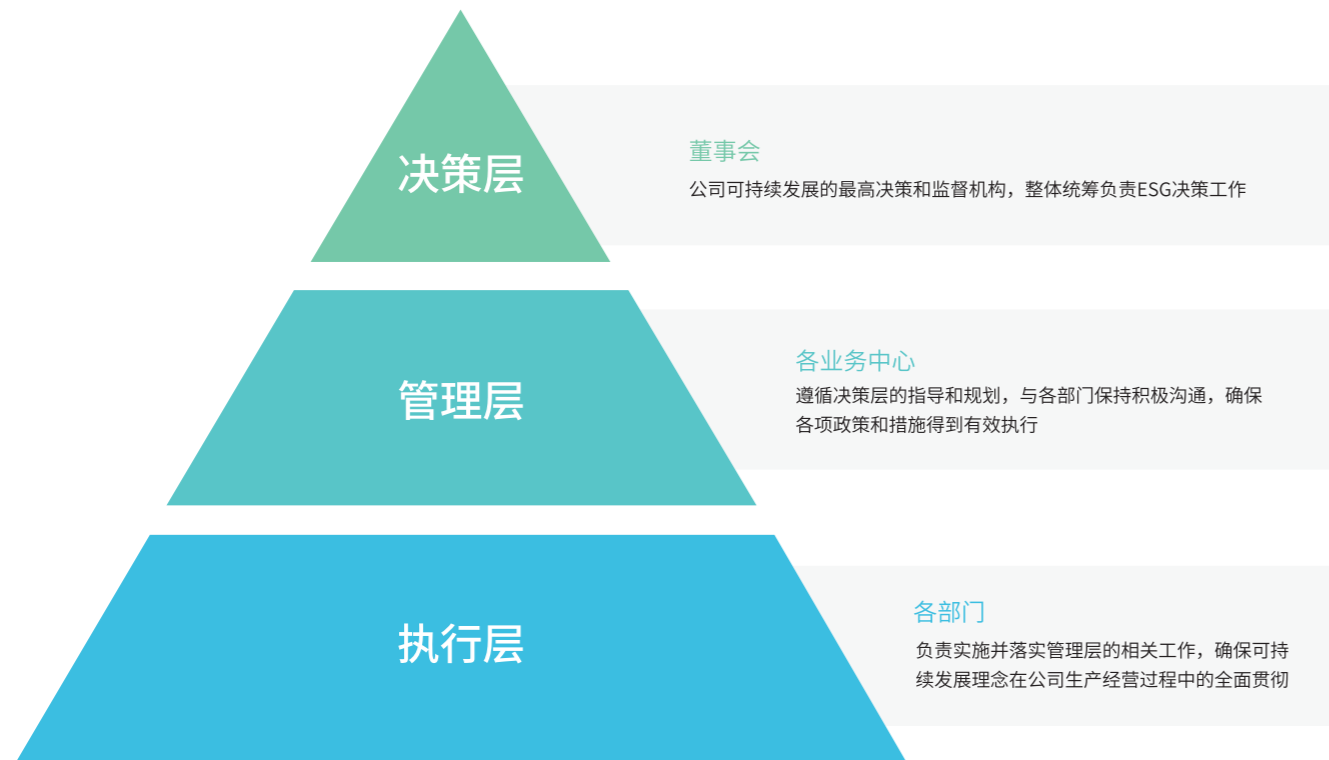 决策层
董事会
公司可持续发展的最高决策和监督机构，整体统筹负责ESG决策工作
管理层
各业务中心
遵循决策层的指导和规划，与各部门保持积极沟通，确保
各项政策和措施得到有效执行
执行层
各部门
负责实施并落实管理层的相关工作，确保可持
续发展理念在公司生产经营过程中的全面贯彻